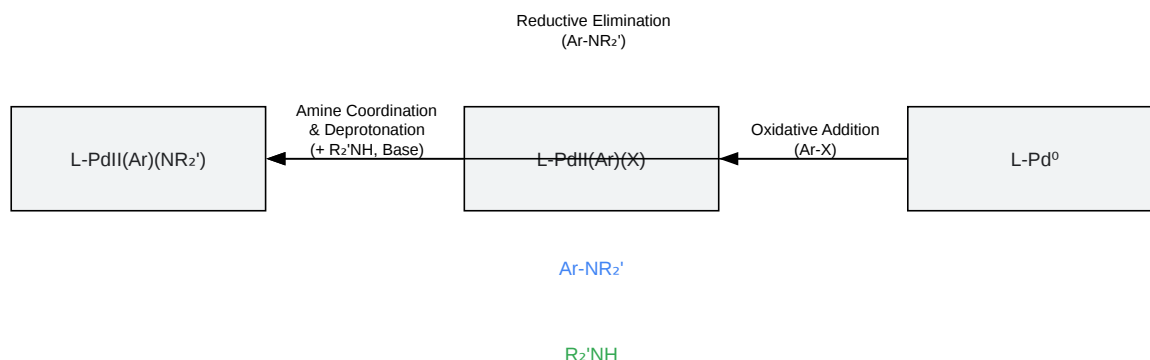 Reductive Elimination
(Ar-NR₂')
Amine Coordination
& Deprotonation
(+ R₂'NH, Base)
Oxidative Addition
(Ar-X)
L-PdII(Ar)(NR₂')
L-PdII(Ar)(X)
L-Pd⁰
Ar-NR₂'
R₂'NH